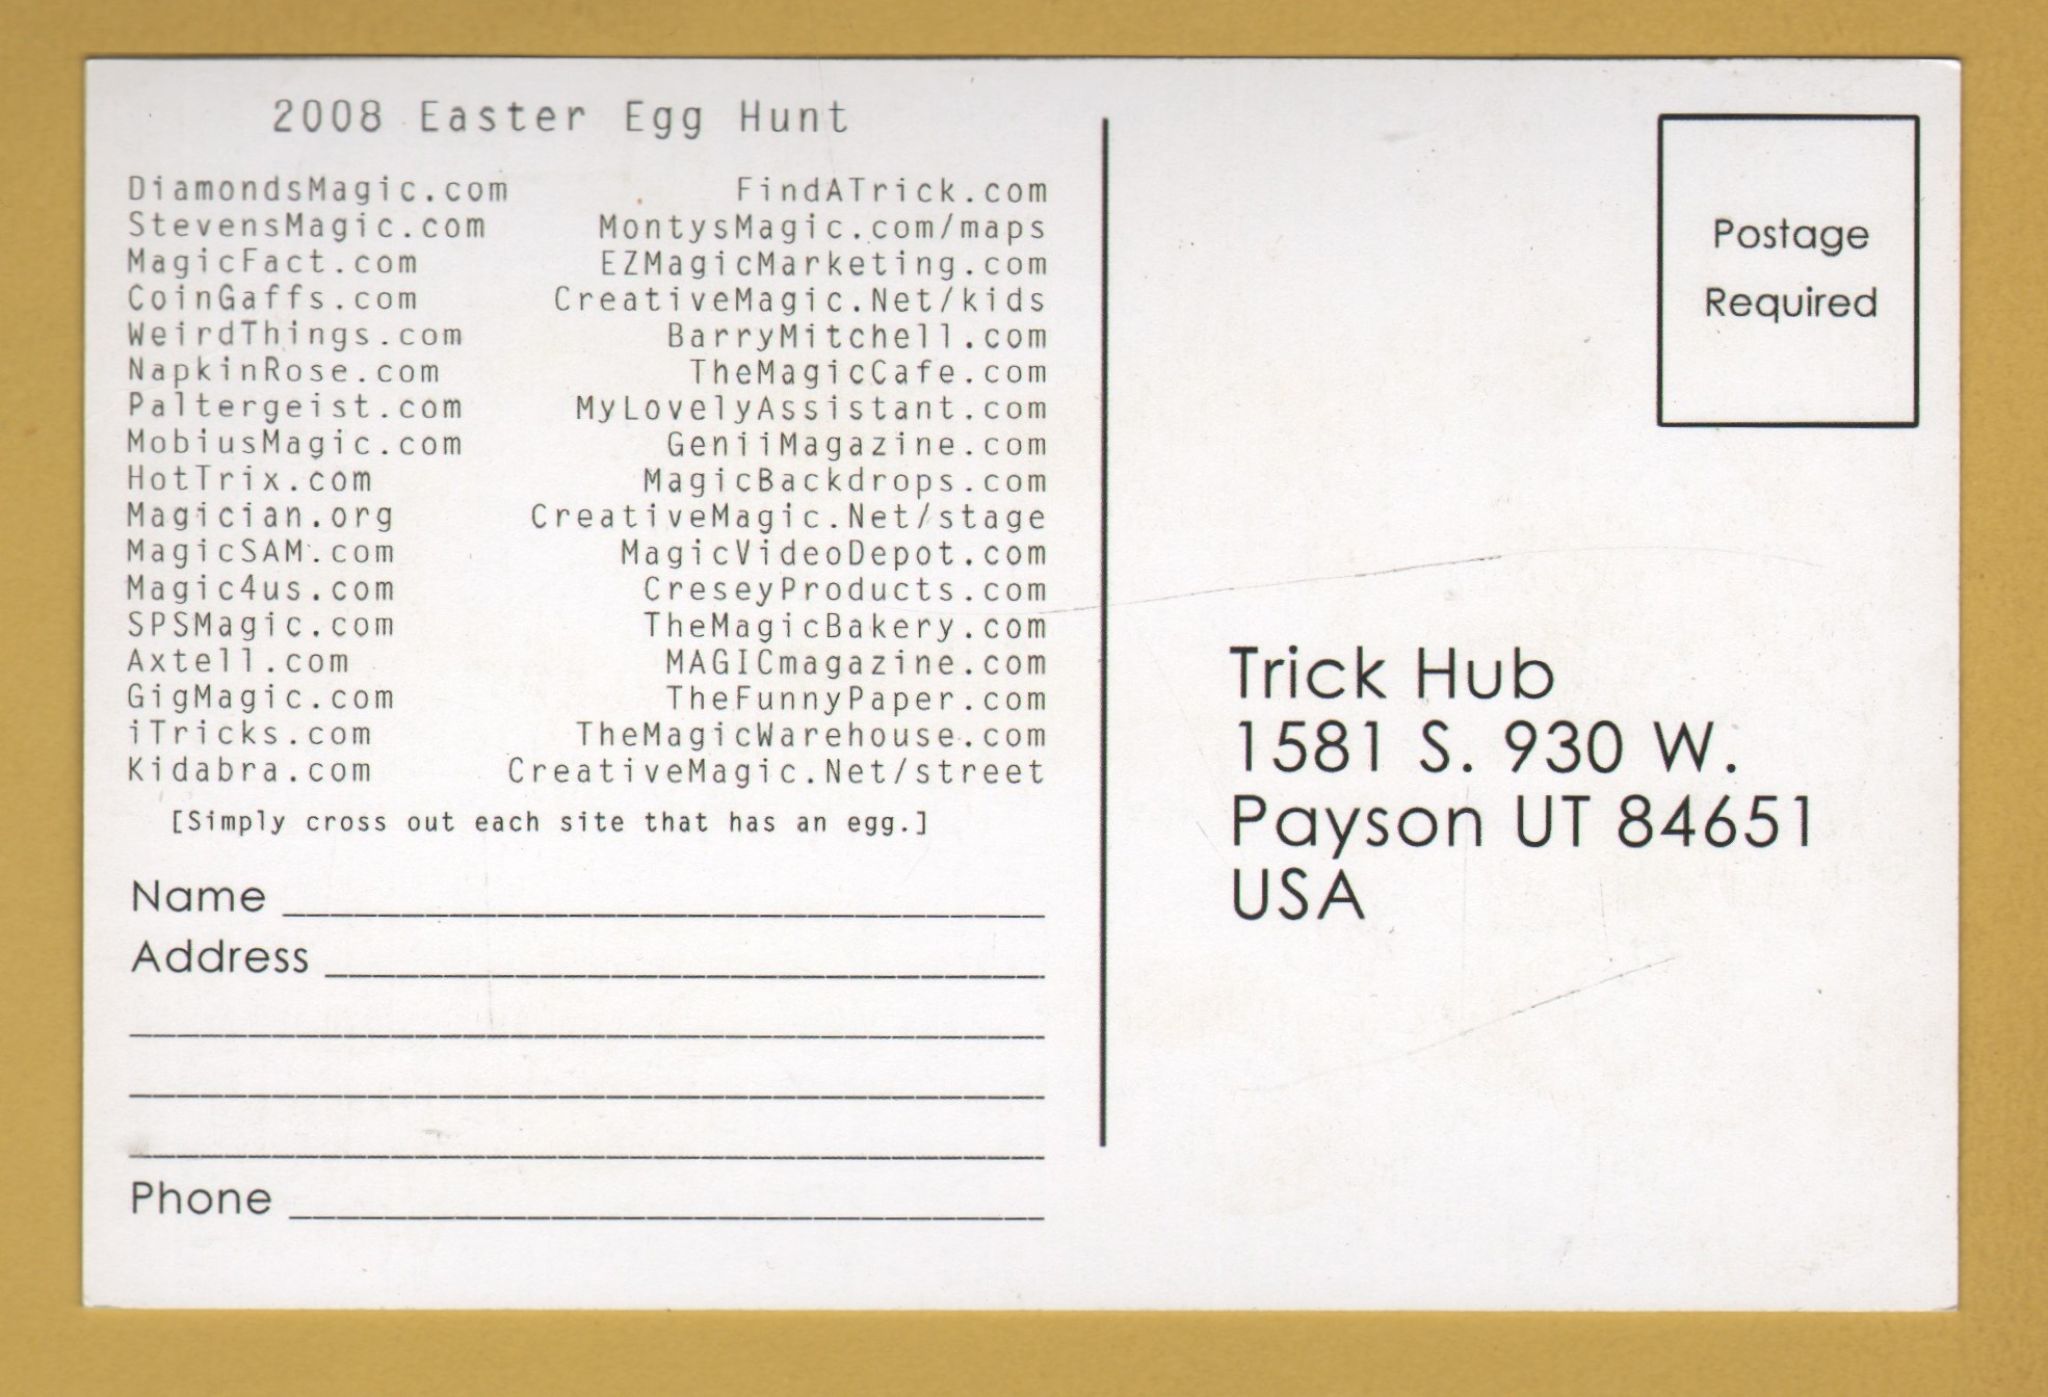 2008 Easter Egg Hunt
DiamondsMagic.com
StevensMagic.com
MagicFact.com
CoinGaffs.com
WeirdThings.com
NapkinRose.com
Paltergeist.com
MobiusMagic.com
HotTrix.com
Magician.org
MagicSAM.com
Magic4us.com
SPSMagic.com
Axtell.com
GigMagic.com
iTricks.com
Kidabra.com
FindATrick.com
MontysMagic.com/maps
EZMagicMarketing.com
CreativeMagic.Net/kids
BarryMitchell.com
TheMagicCafe.com
MyLovelyAssistant.com
GeniiMagazine.com
MagicBackdrops.com
CreativeMagic.Net/stage
MagicVideoDepot.com
CreseyProducts.com
TheMagicBakery.com
MAGICmagazine.com
TheFunnyPaper.com
TheMagicWarehouse.com
CreativeMagic.Net/street
[Simply cross out each site that has an egg.]
Name
Address
Phone
Postage
Required
Trick Hub
1581 S. 930 W.
Payson UT 84651
USA